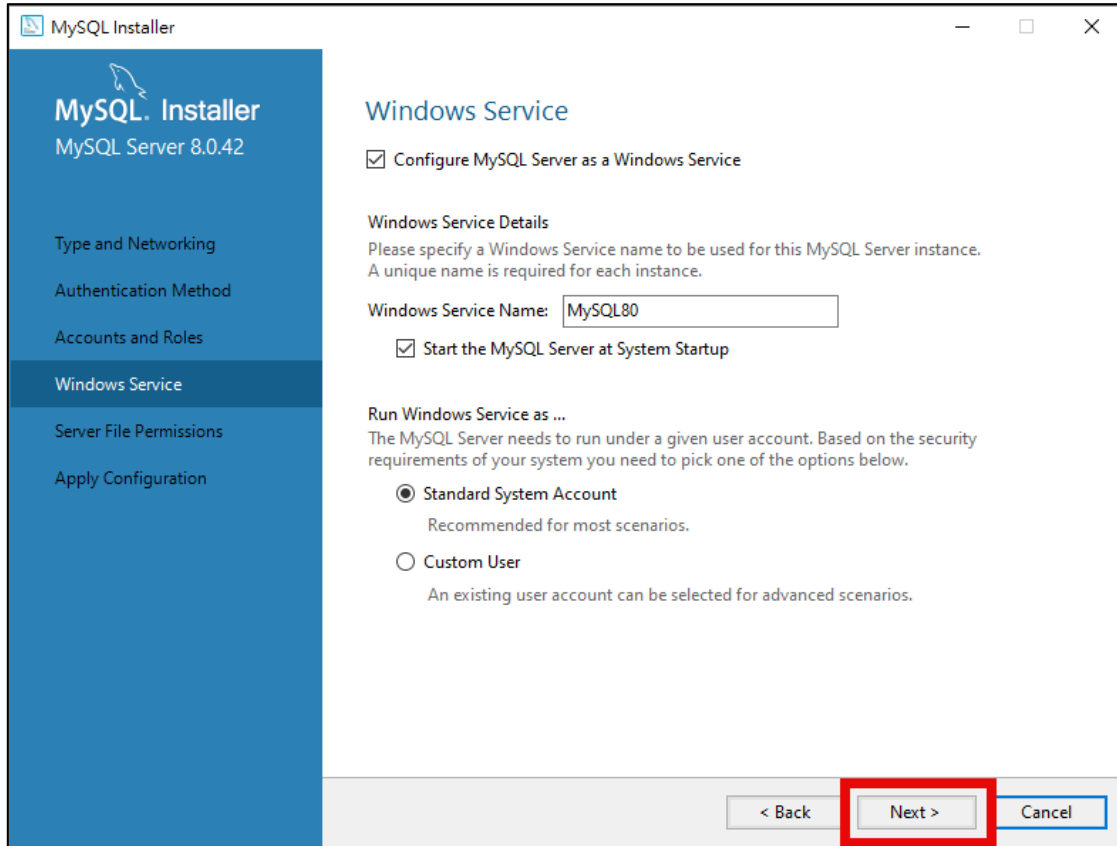 MySQL Installer
MySQL. Installer
MySQL Server 8.0.42
Type and Networking
Authentication Method
Accounts and Roles
Windows Service
Server File Permissions
Apply Configuration
Windows Service
Configure MySQL Server as a Windows Service
Windows Service Details
Please specify a Windows Service name to be used for this MySQL Server instance.
A unique name is required for each instance.
Windows Service Name: MySQL80
Start the MySQL Server at System Startup
Run Windows Service as ...
The MySQL Server needs to run under a given user account. Based on the security
requirements of your system you need to pick one of the options below.
Standard System Account
Recommended for most scenarios.
Custom User
An existing user account can be selected for advanced scenarios.
< Back Next > Cancel